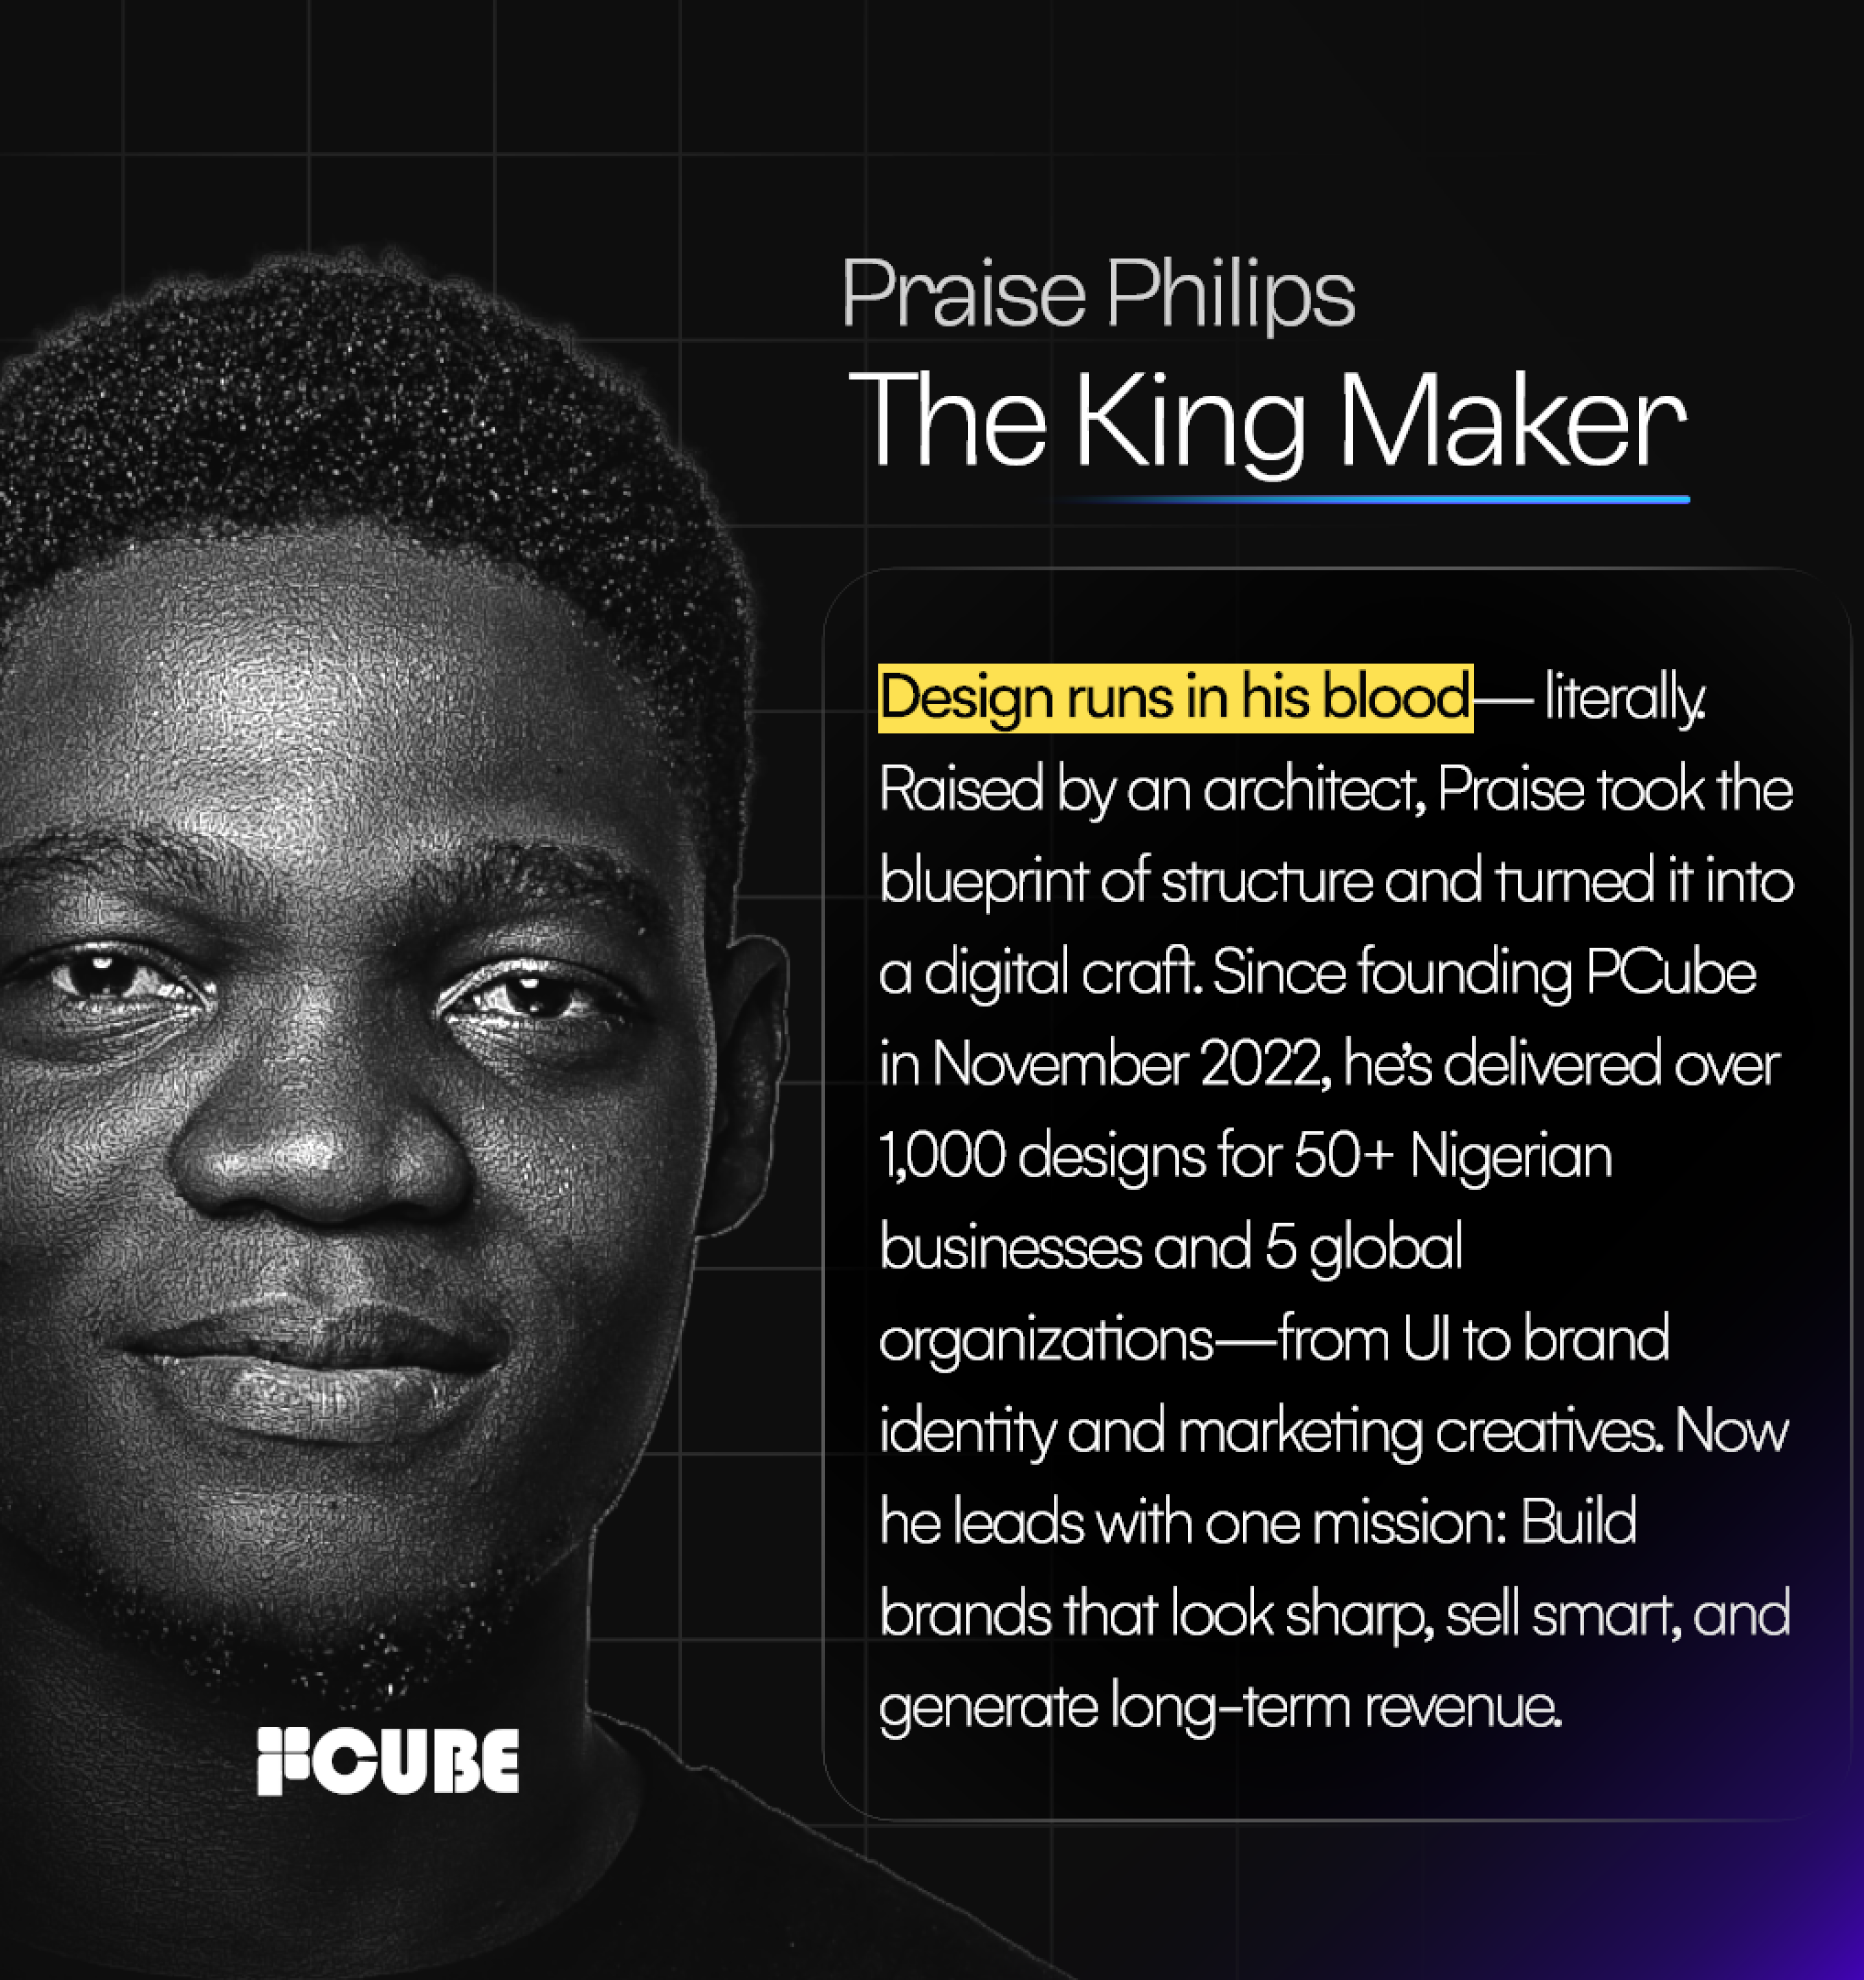 Praise Philips
The King Maker
Design runs in his blood— literally.
Raised by an architect, Praise took the
blueprint of structure and turned it into
a digital craft. Since founding PCube
in November 2022, he’s delivered over
1,000 designs for 50+ Nigerian
businesses and 5 global
organizations—from UI to brand
identity and marketing creatives. Now
he leads with one mission: Build
brands that look sharp, sell smart, and
generate long-term revenue.
PCUBE